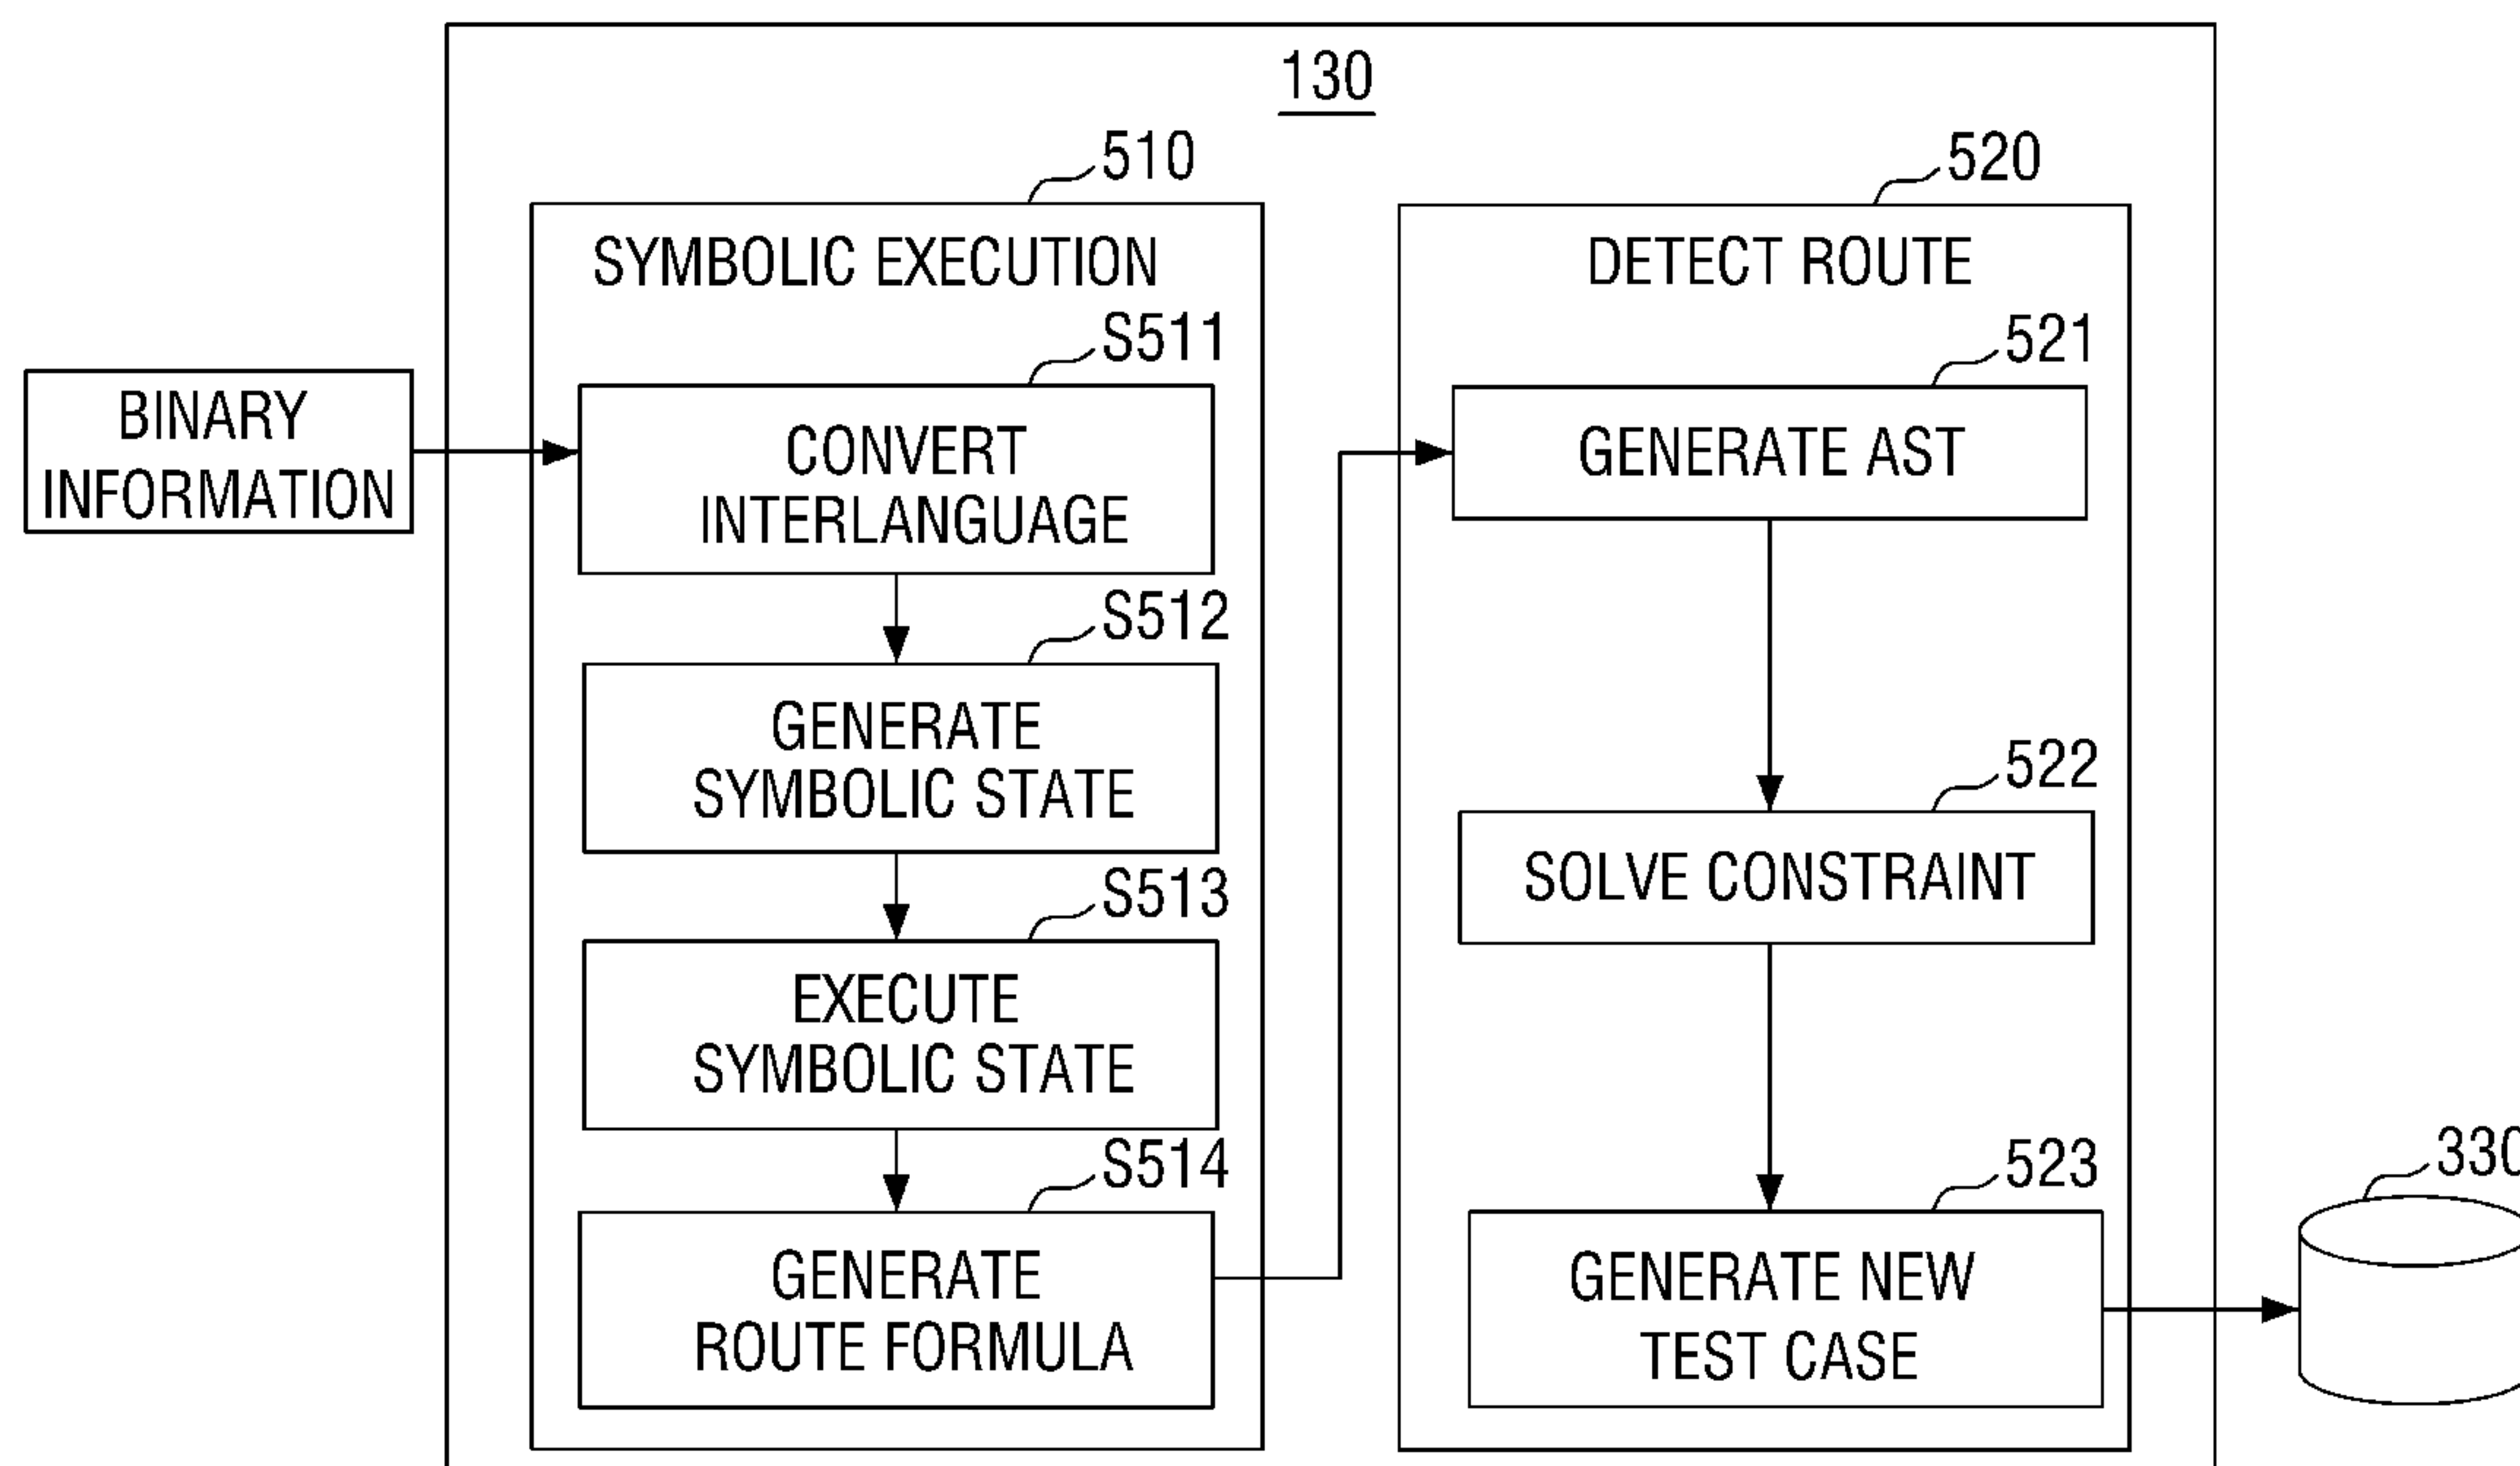 130
510
SYMBOLIC EXECUTION
S511
BINARY
INFORMATION
CONVERT
INTERLANGUAGE
S512
GENERATE
SYMBOLIC STATE
S513
EXECUTE
SYMBOLIC STATE
S514
GENERATE
ROUTE FORMULA
520
DETECT ROUTE
521
GENERATE AST
522
SOLVE CONSTRAINT
523
GENERATE NEW
TEST CASE
330